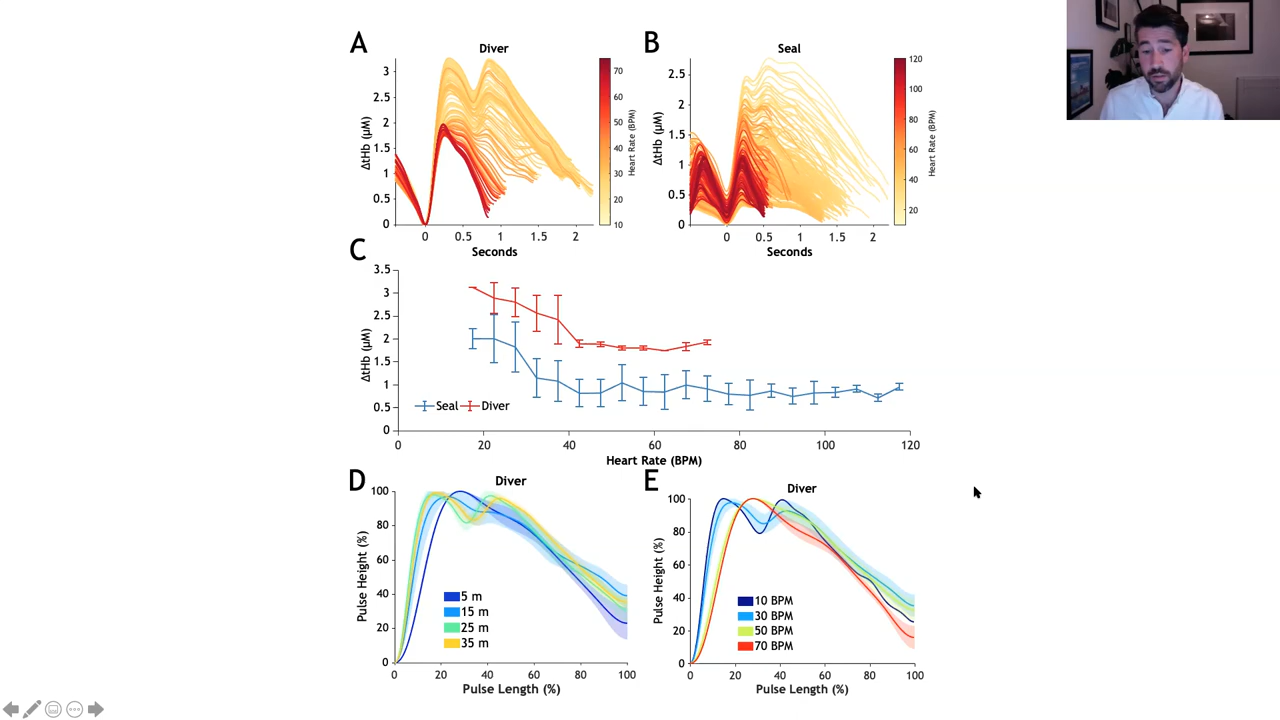 A
Diver
3
2.5
2
1.5
1
0.5
0
ΔtHb (μM)
0 0.5 1 1.5 2
Seconds
70
60
50
40
30
20
10
Heart Rate (BPM)
B
Seal
2.5
2
1.5
1
0.5
0
ΔtHb (μM)
0 0.5 1 1.5 2
Seconds
120
100
80
60
40
20
Heart Rate (BPM)
C
3.5
3
2.5
2
1.5
1
0.5
0
ΔtHb (μM)
Seal Diver
0 20 40 60 80 100 120
Heart Rate (BPM)
D
Diver
100
80
60
40
20
0
Pulse Height (%)
5 m
15 m
25 m
35 m
0 20 40 60 80 100
Pulse Length (%)
E
Diver
100
80
60
40
20
0
Pulse Height (%)
10 BPM
30 BPM
50 BPM
70 BPM
0 20 40 60 80 100
Pulse Length (%)